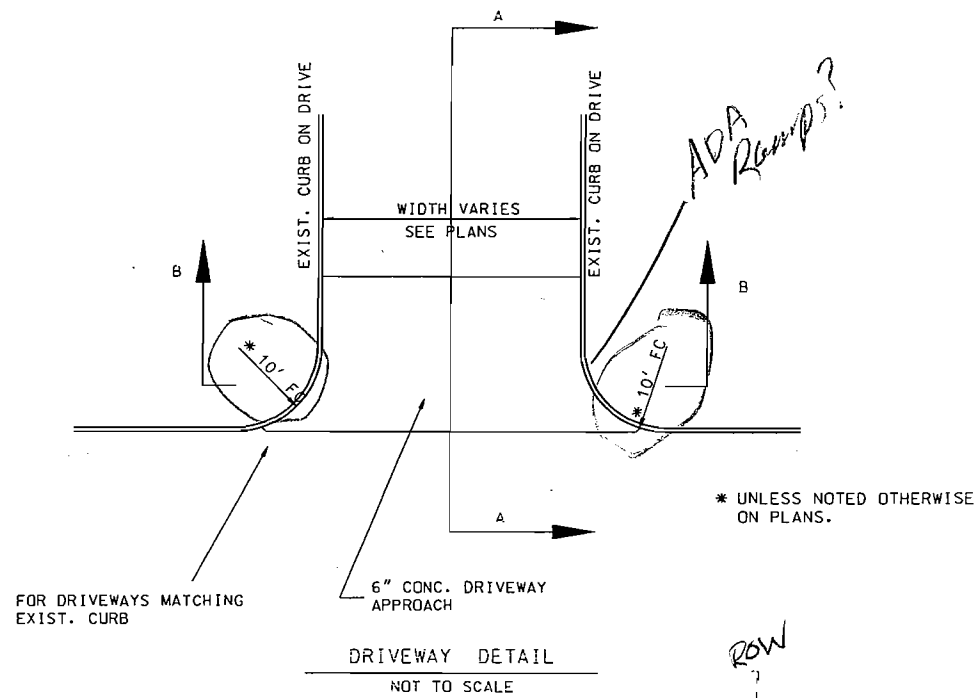 A
EXIST. CURB ON DRIVE
EXIST. CURB ON DRIVE
ADA
Ramps?
WIDTH VARIES
SEE PLANS
B
B
* 10' FC
* 10' FC
* UNLESS NOTED OTHERWISE
ON PLANS.
A
FOR DRIVEWAYS MATCHING
EXIST. CURB
6" CONC. DRIVEWAY
APPROACH
DRIVEWAY DETAIL
NOT TO SCALE
ROW
?